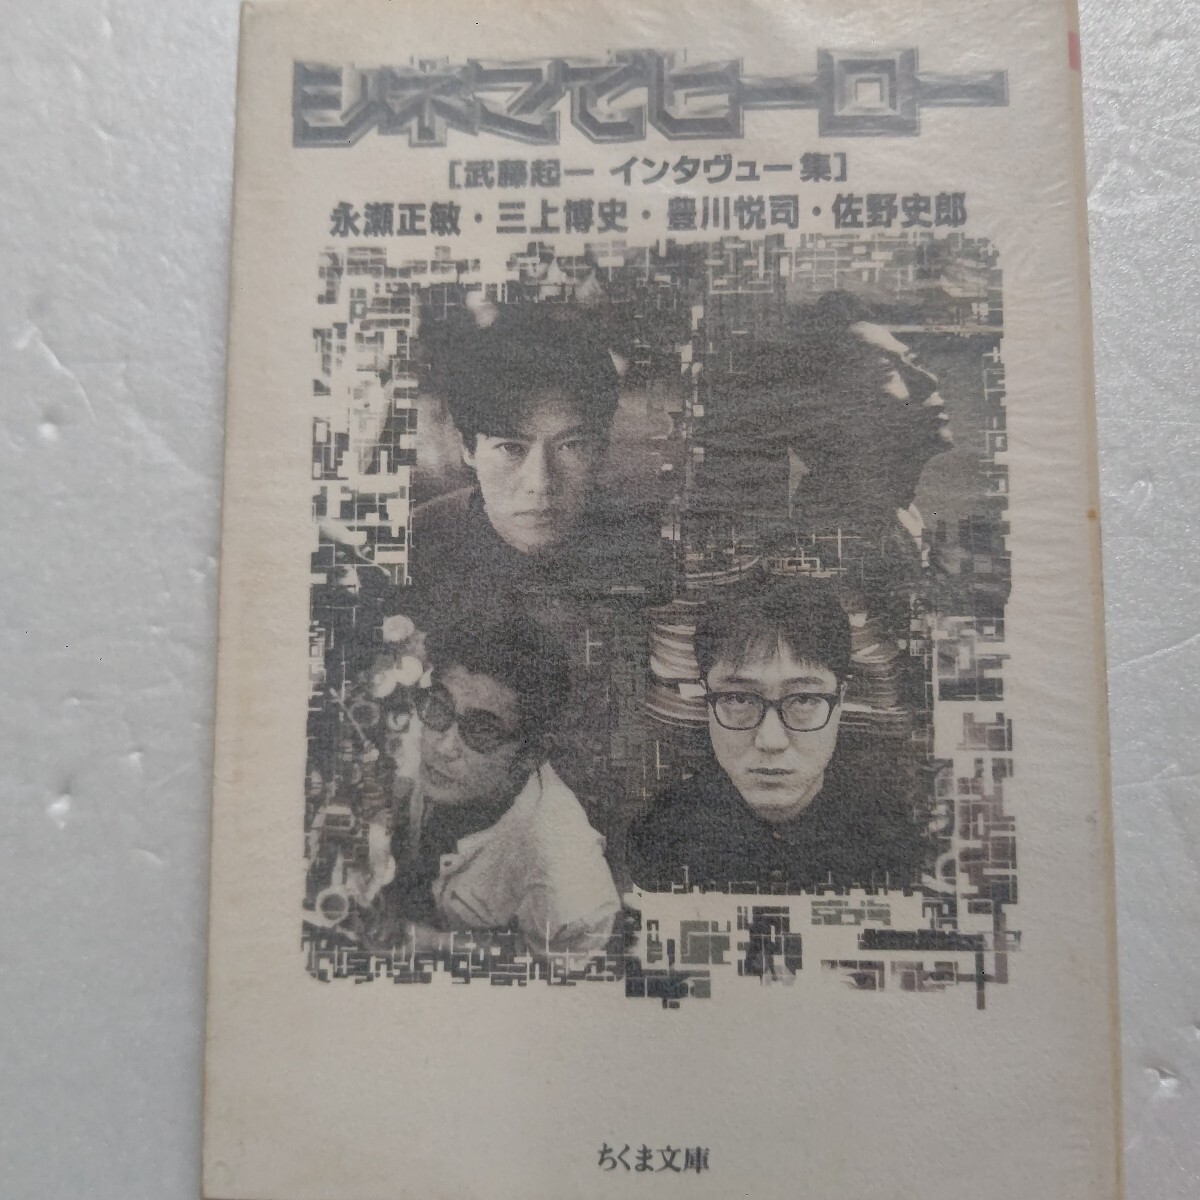 シネマでヒーロー
[武藤起一 インタヴュー集]
永瀬正敏・三上博史・豊川悦司・佐野史郎
ちくま文庫